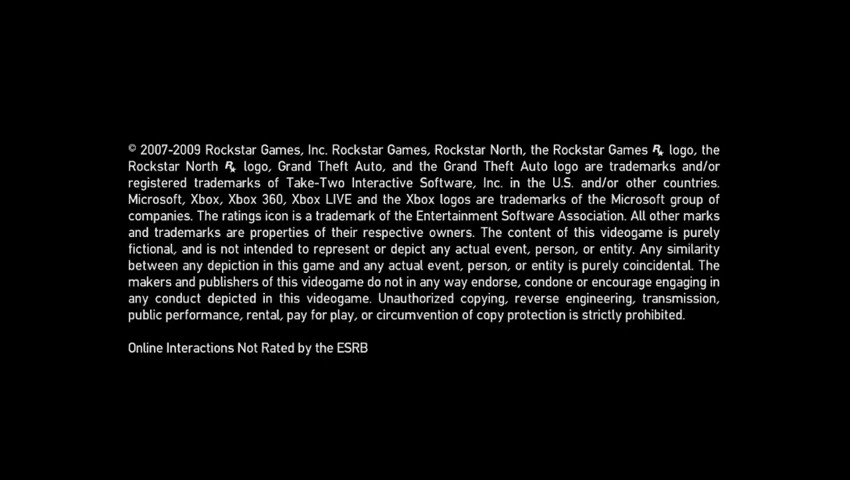 © 2007-2009 Rockstar Games, Inc. Rockstar Games, Rockstar North, the Rockstar Games R★ logo, the
Rockstar North R★ logo, Grand Theft Auto, and the Grand Theft Auto logo are trademarks and/or
registered trademarks of Take-Two Interactive Software, Inc. in the U.S. and/or other countries.
Microsoft, Xbox, Xbox 360, Xbox LIVE and the Xbox logos are trademarks of the Microsoft group of
companies. The ratings icon is a trademark of the Entertainment Software Association. All other marks
and trademarks are properties of their respective owners. The content of this videogame is purely
fictional, and is not intended to represent or depict any actual event, person, or entity. Any similarity
between any depiction in this game and any actual event, person, or entity is purely coincidental. The
makers and publishers of this videogame do not in any way endorse, condone or encourage engaging in
any conduct depicted in this videogame. Unauthorized copying, reverse engineering, transmission,
public performance, rental, pay for play, or circumvention of copy protection is strictly prohibited.
Online Interactions Not Rated by the ESRB